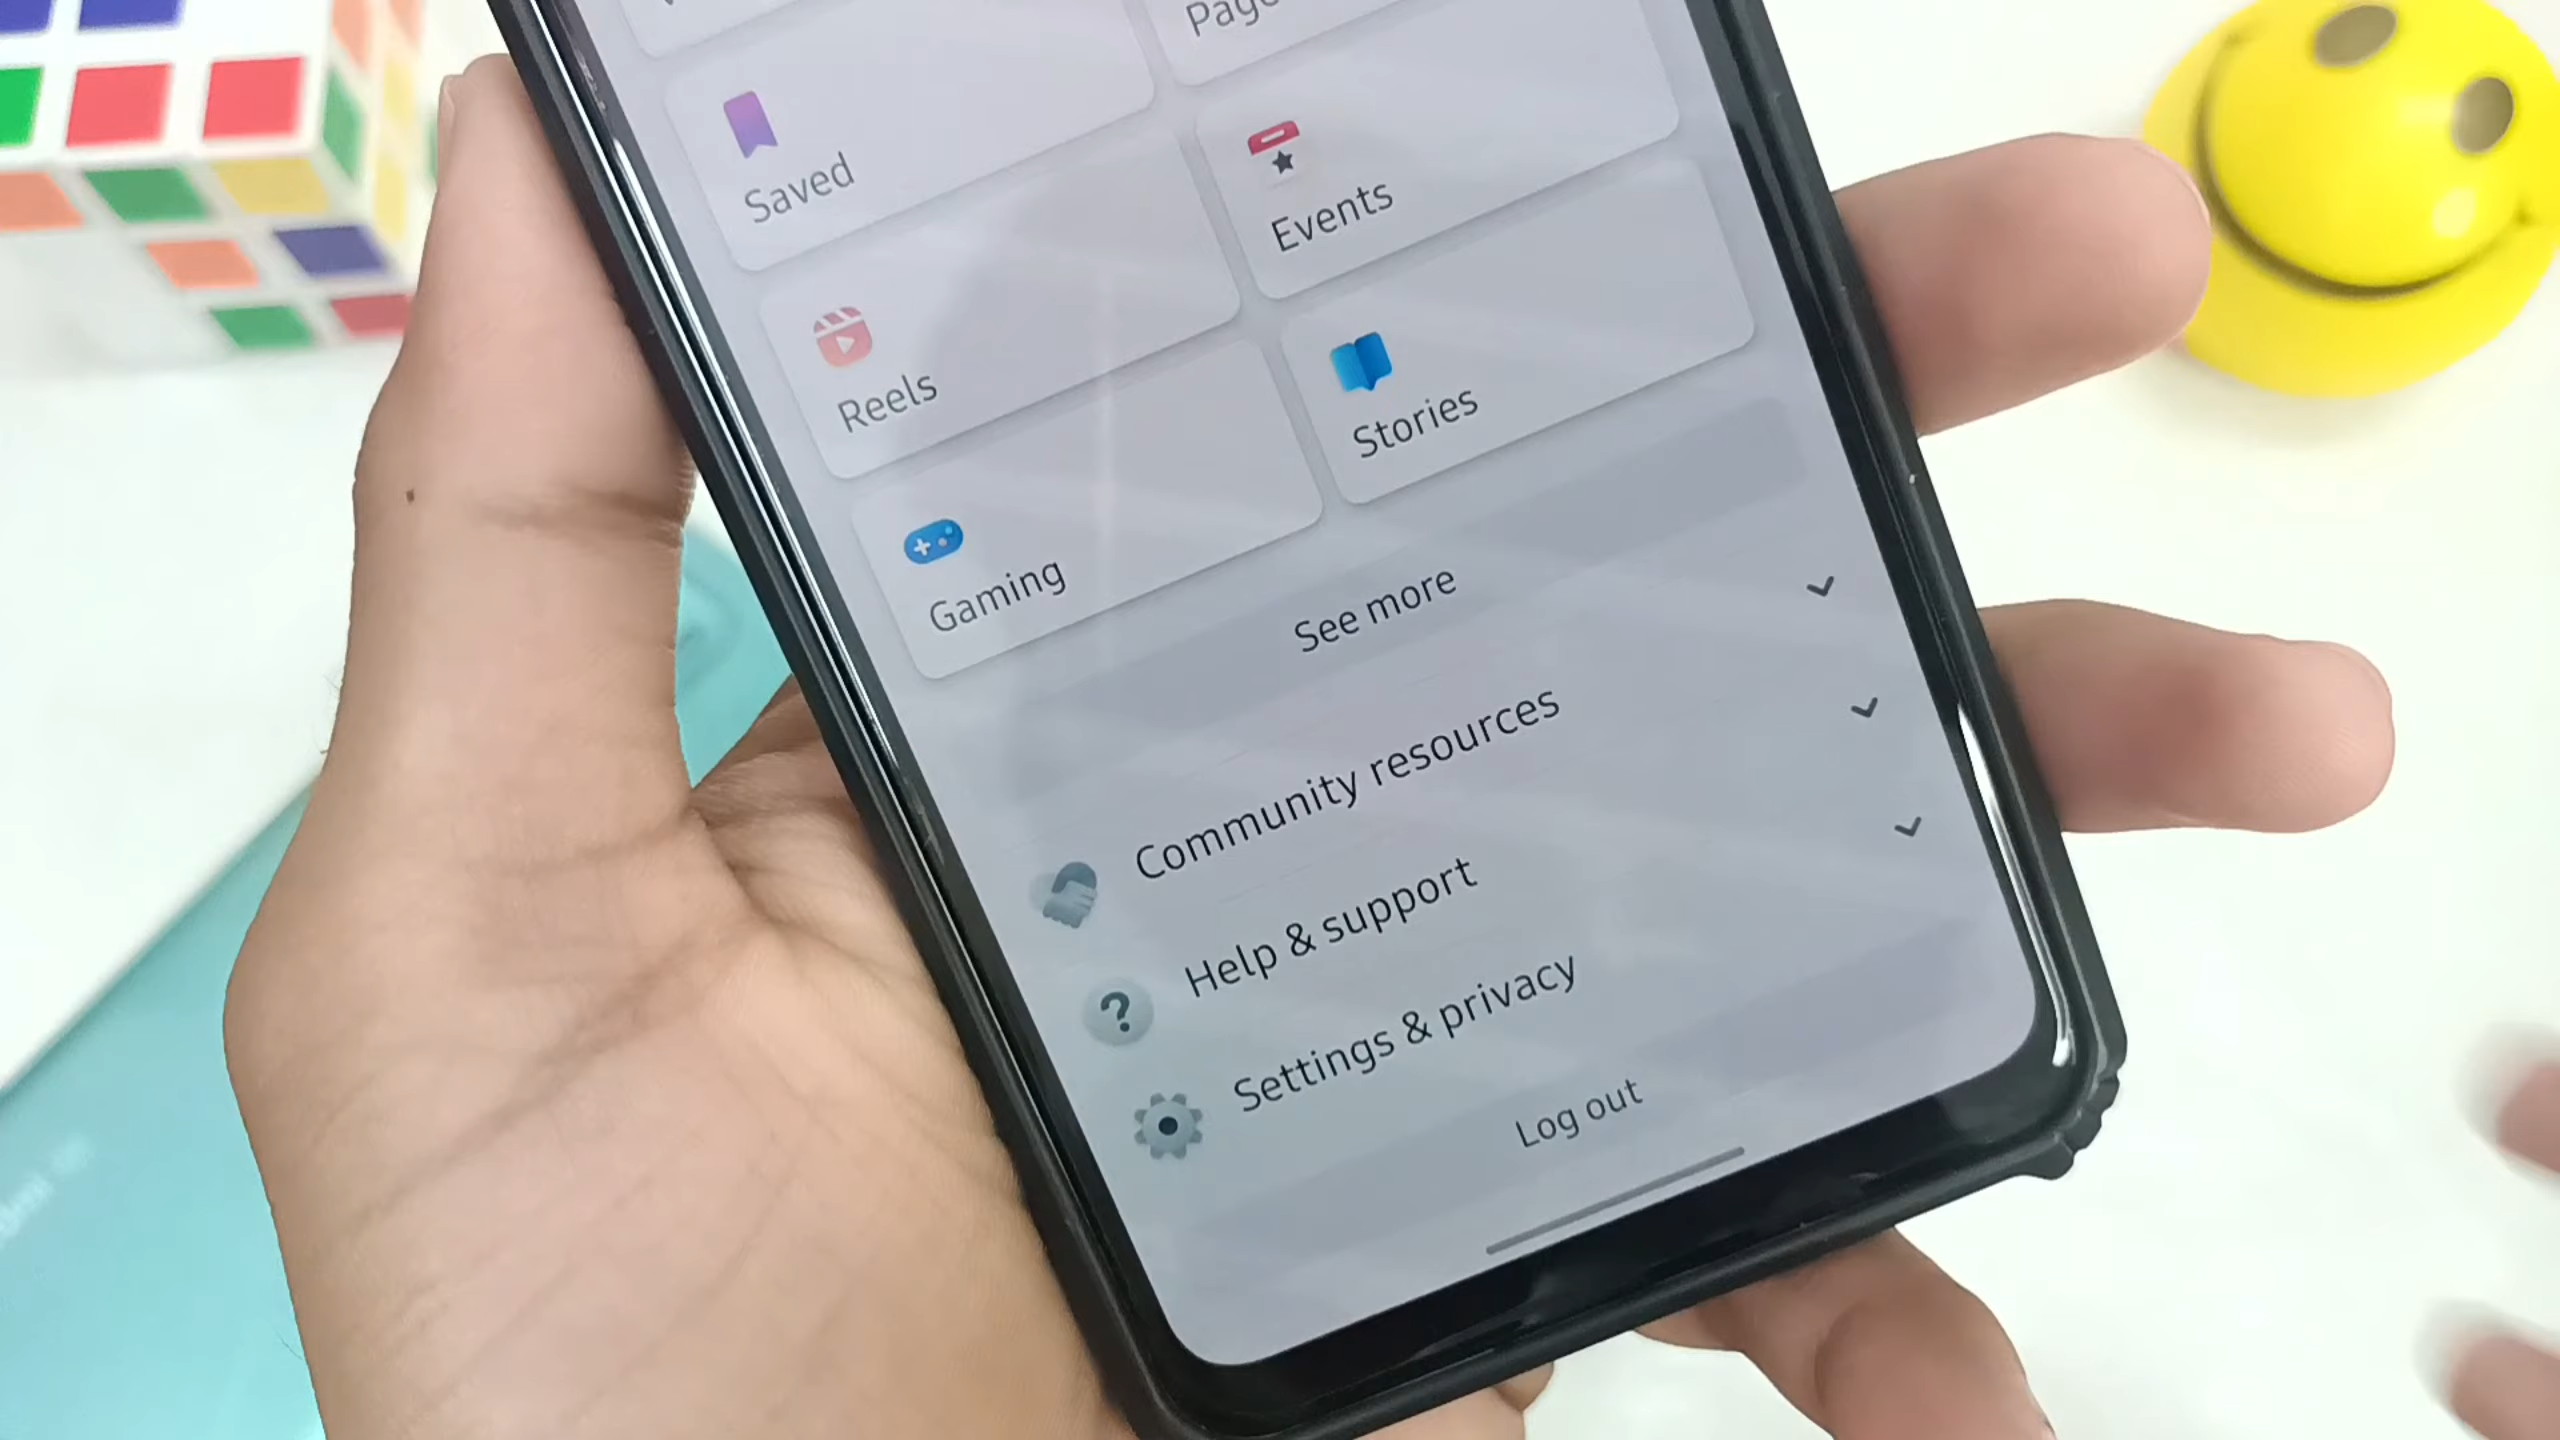 Saved
Events
Reels
Stories
Gaming
See more
Community resources
Help & support
Settings & privacy
Log out